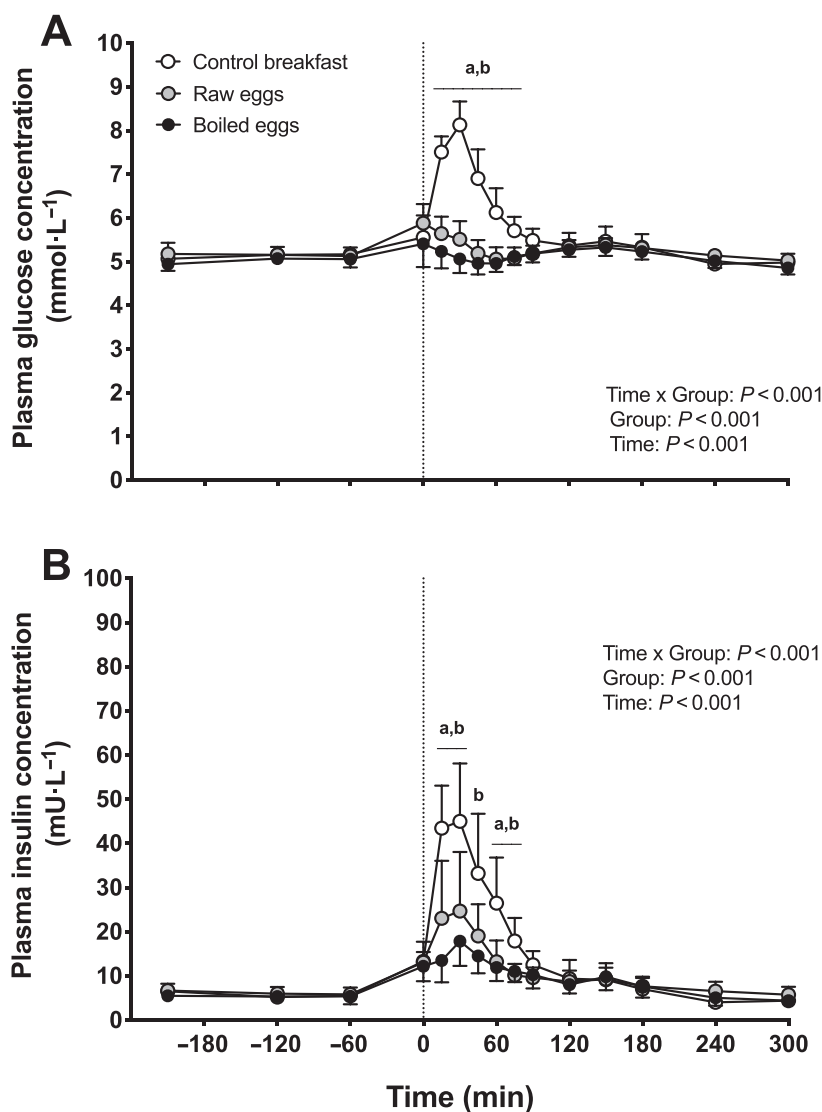 A
10
9
8
7
6
5
4
3
2
1
0
Plasma glucose concentration
(mmol·L⁻¹)
Control breakfast
Raw eggs
Boiled eggs
a,b
Time x Group: P < 0.001
Group: P < 0.001
Time: P < 0.001
B
100
90
80
70
60
50
40
30
20
10
0
Plasma insulin concentration
(mU·L⁻¹)
Time x Group: P < 0.001
Group: P < 0.001
Time: P < 0.001
a,b
b
a,b
−180 −120 −60 0 60 120 180 240 300
Time (min)